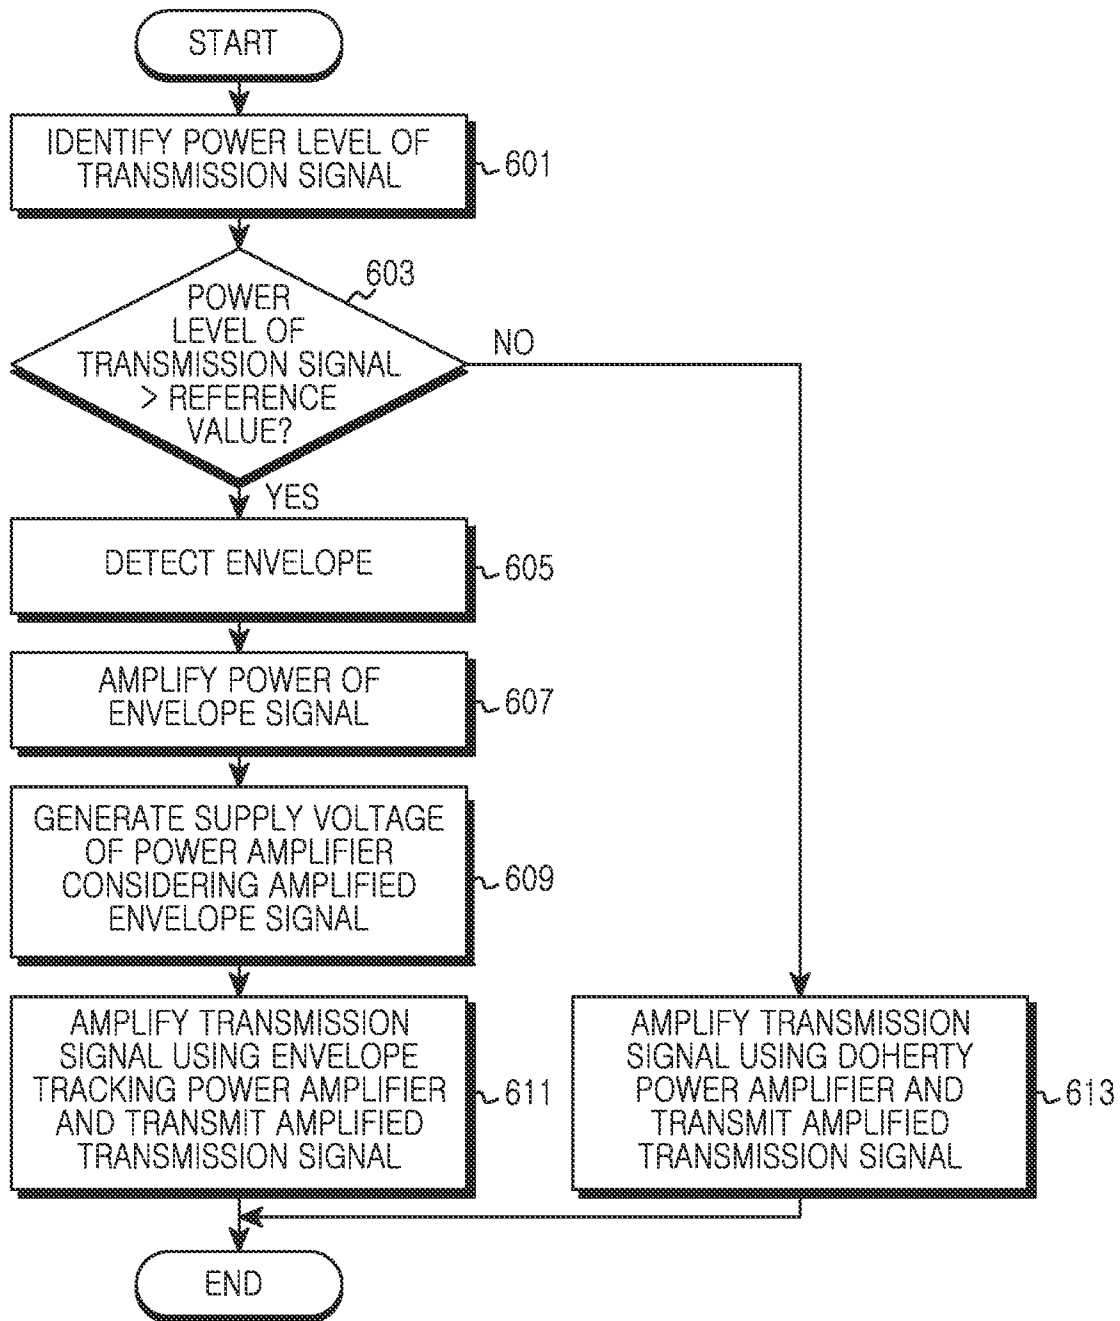 START
IDENTIFY POWER LEVEL OF
TRANSMISSION SIGNAL
601
603
POWER
LEVEL OF
TRANSMISSION SIGNAL
> REFERENCE
VALUE?
NO
YES
DETECT ENVELOPE
605
AMPLIFY POWER OF
ENVELOPE SIGNAL
607
GENERATE SUPPLY VOLTAGE
OF POWER AMPLIFIER
CONSIDERING AMPLIFIED
ENVELOPE SIGNAL
609
AMPLIFY TRANSMISSION
SIGNAL USING ENVELOPE
TRACKING POWER AMPLIFIER
AND TRANSMIT AMPLIFIED
TRANSMISSION SIGNAL
611
AMPLIFY TRANSMISSION
SIGNAL USING DOHERTY
POWER AMPLIFIER AND
TRANSMIT AMPLIFIED
TRANSMISSION SIGNAL
613
END